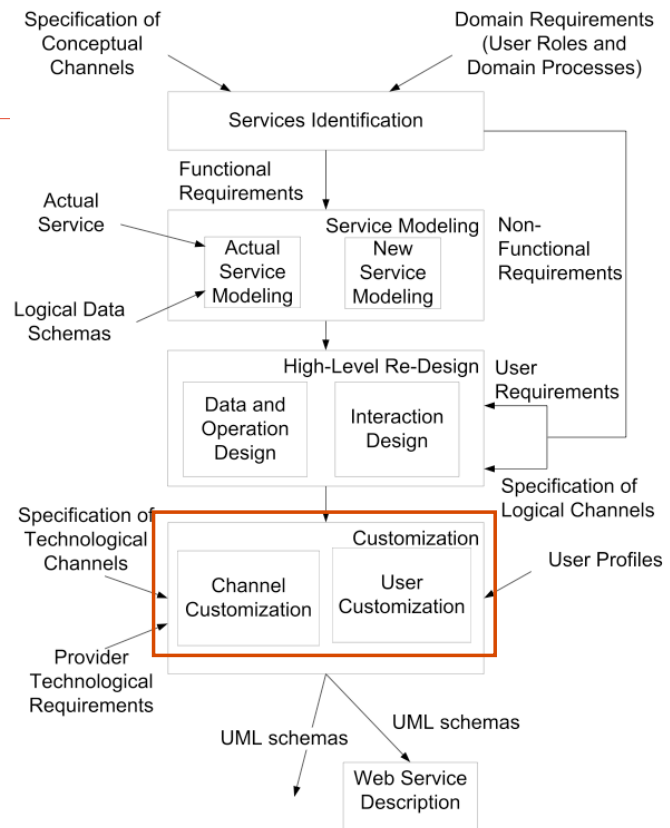 Specification of
Conceptual
Channels
Domain Requirements
(User Roles and
Domain Processes)
Services Identification
Functional
Requirements
Actual
Service
Service Modeling
Actual
Service
Modeling
New
Service
Modeling
Non-
Functional
Requirements
Logical Data
Schemas
High-Level Re-Design
Data and
Operation
Design
Interaction
Design
User
Requirements
Specification of
Logical Channels
Specification of
Technological
Channels
Customization
Channel
Customization
User
Customization
User Profiles
Provider
Technological
Requirements
UML schemas
UML schemas
Web Service
Description